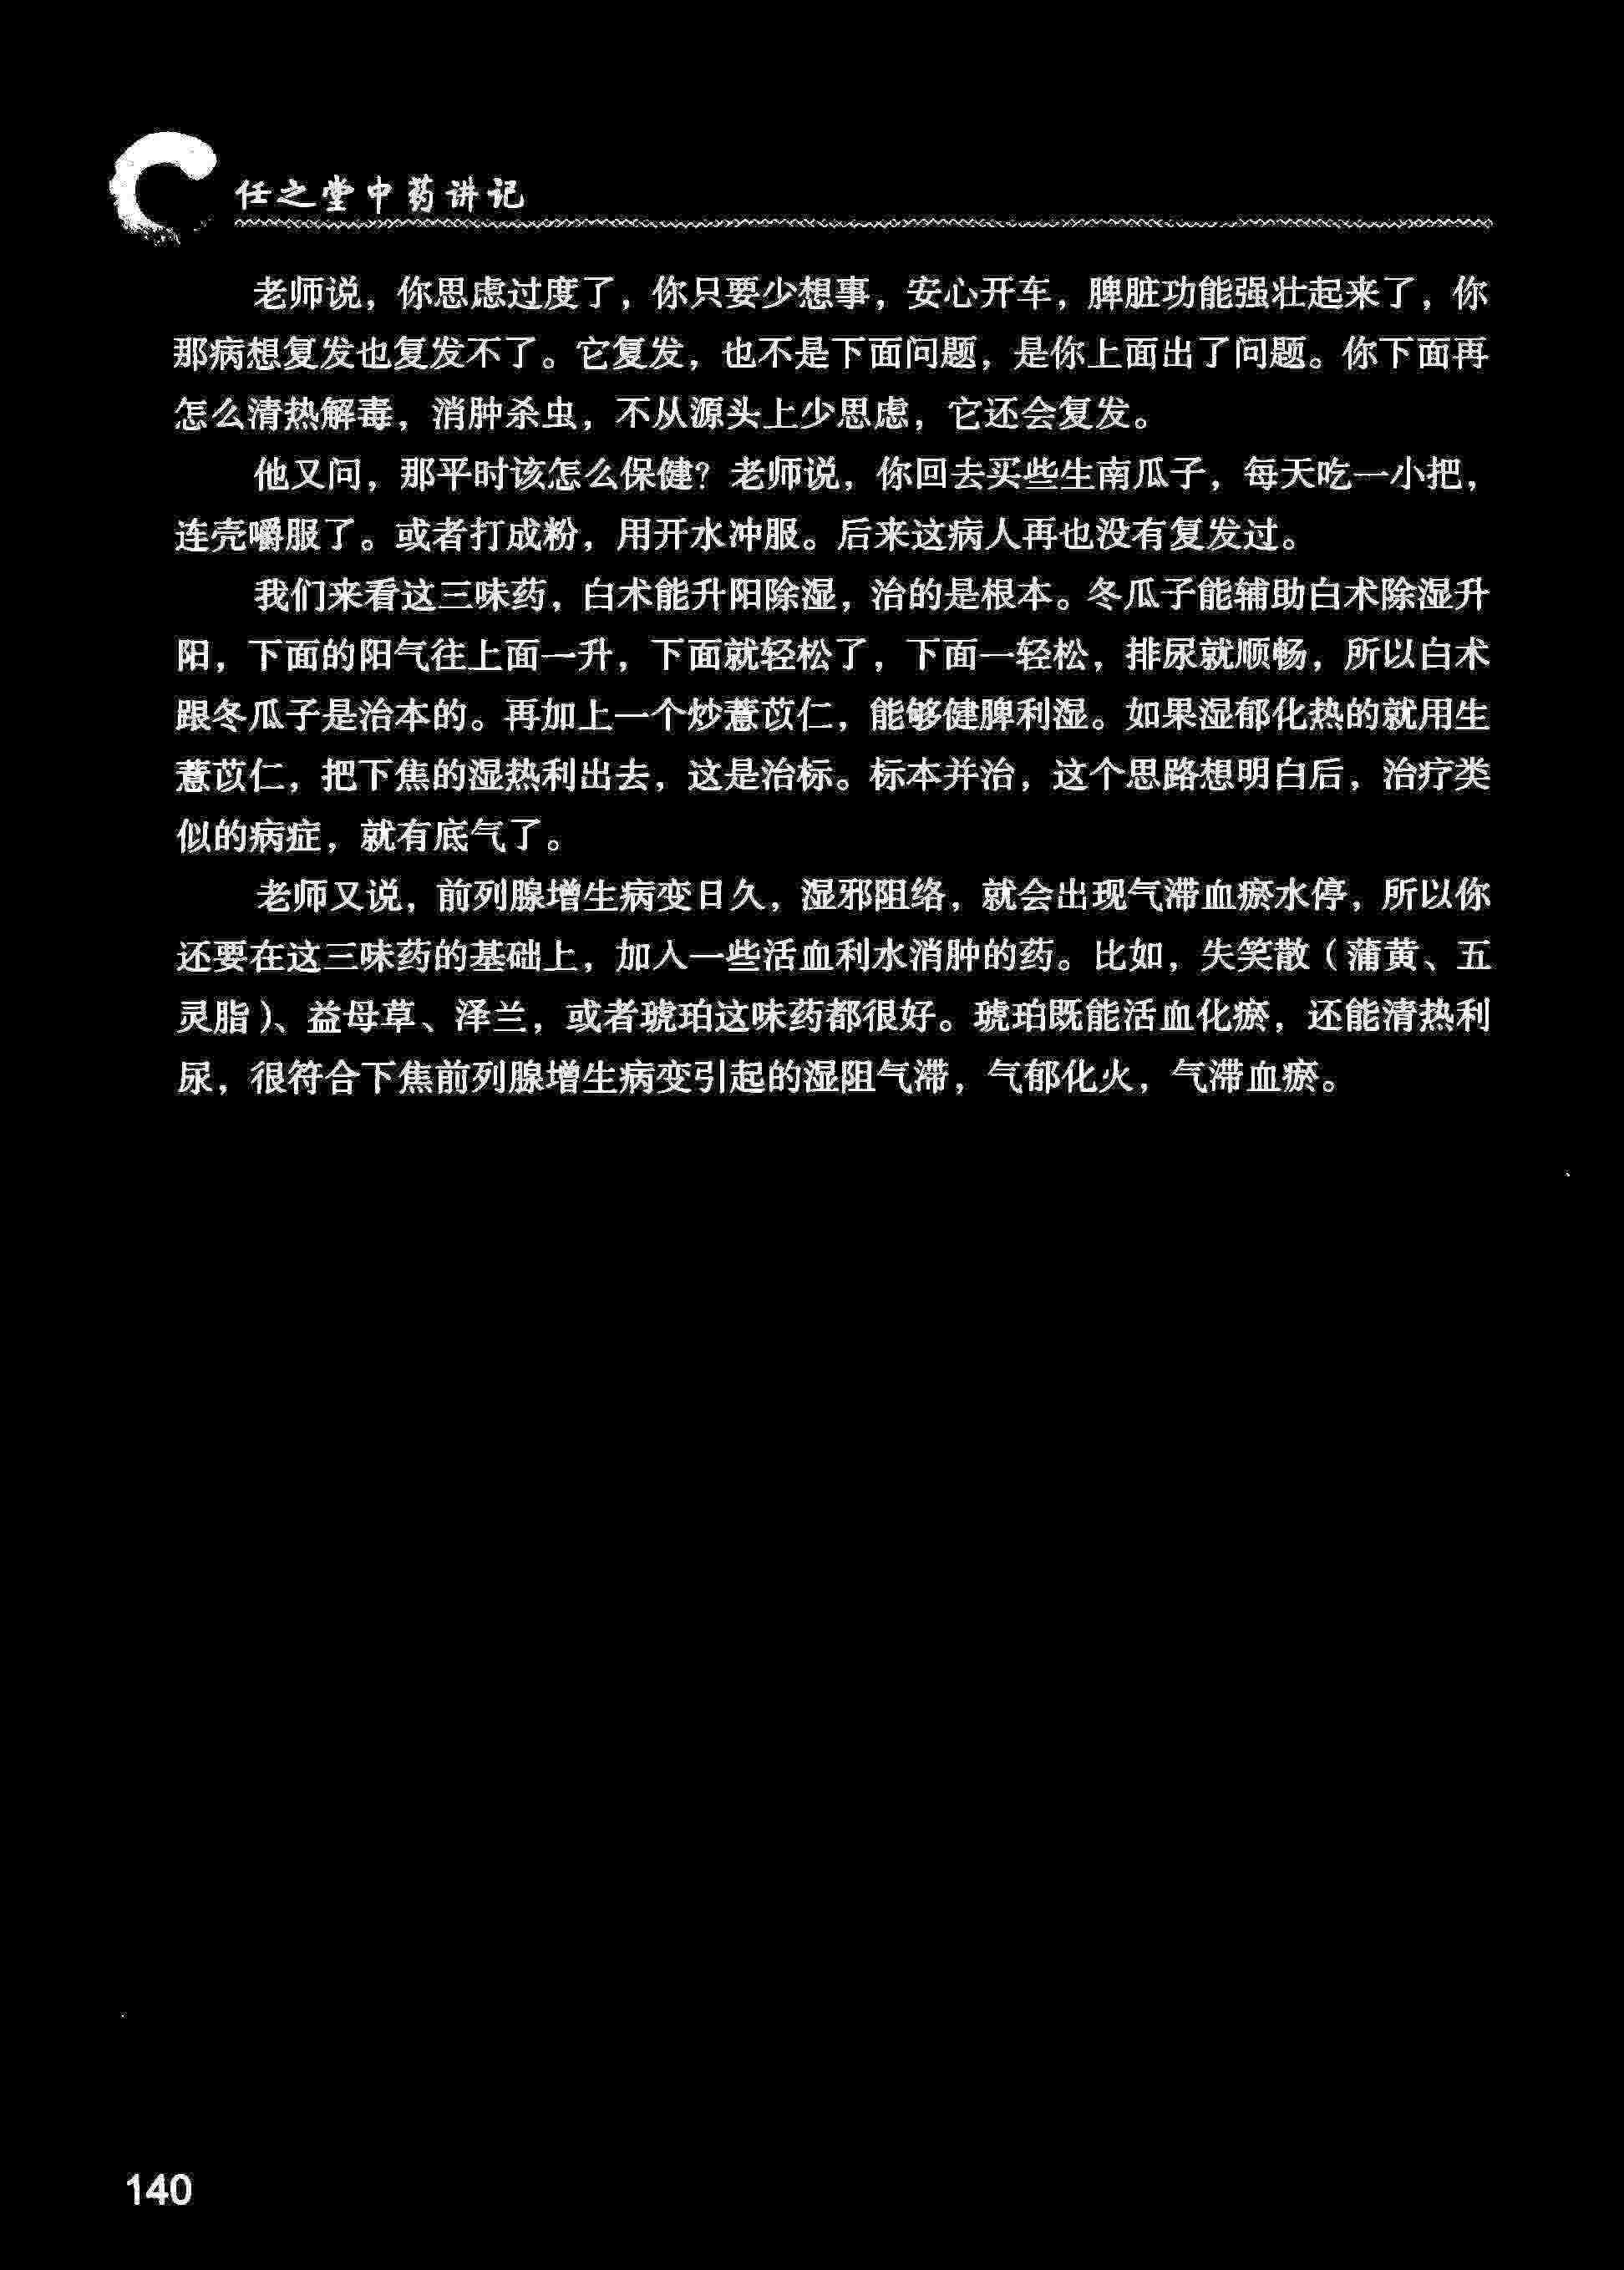 任之堂中药讲记
老师说，你思虑过度了，你只要少想事，安心开车，脾脏功能强壮起来了，你
那病想复发也复发不了。它复发，也不是下面问题，是你上面出了问题。你下面再
怎么清热解毒，消肿杀虫，不从源头上少思虑，它还会复发。
他又问，那平时该怎么保健？老师说，你回去买些生南瓜子，每天吃一小把，
连壳嚼服了。或者打成粉，用开水冲服。后来这病人再也没有复发过。
我们来看这三味药，白术能升阳除湿，治的是根本。冬瓜子能辅助白术除湿升
阳，下面的阳气往上面一升，下面就轻松了，下面一轻松，排尿就顺畅，所以白术
跟冬瓜子是治本的。再加上一个炒薏苡仁，能够健脾利湿。如果湿郁化热的就用生
薏苡仁，把下焦的湿热利出去，这是治标。标本并治，这个思路想明白后，治疗类
似的病症，就有底气了。
老师又说，前列腺增生病变日久，湿邪阻络，就会出现气滞血瘀水停，所以你
还要在这三味药的基础上，加入一些活血利水消肿的药。比如，失笑散（蒲黄、五
灵脂）、益母草、泽兰，或者琥珀这味药都很好。琥珀既能活血化瘀，还能清热利
尿，很符合下焦前列腺增生病变引起的湿阻气滞，气郁化火，气滞血瘀。
140